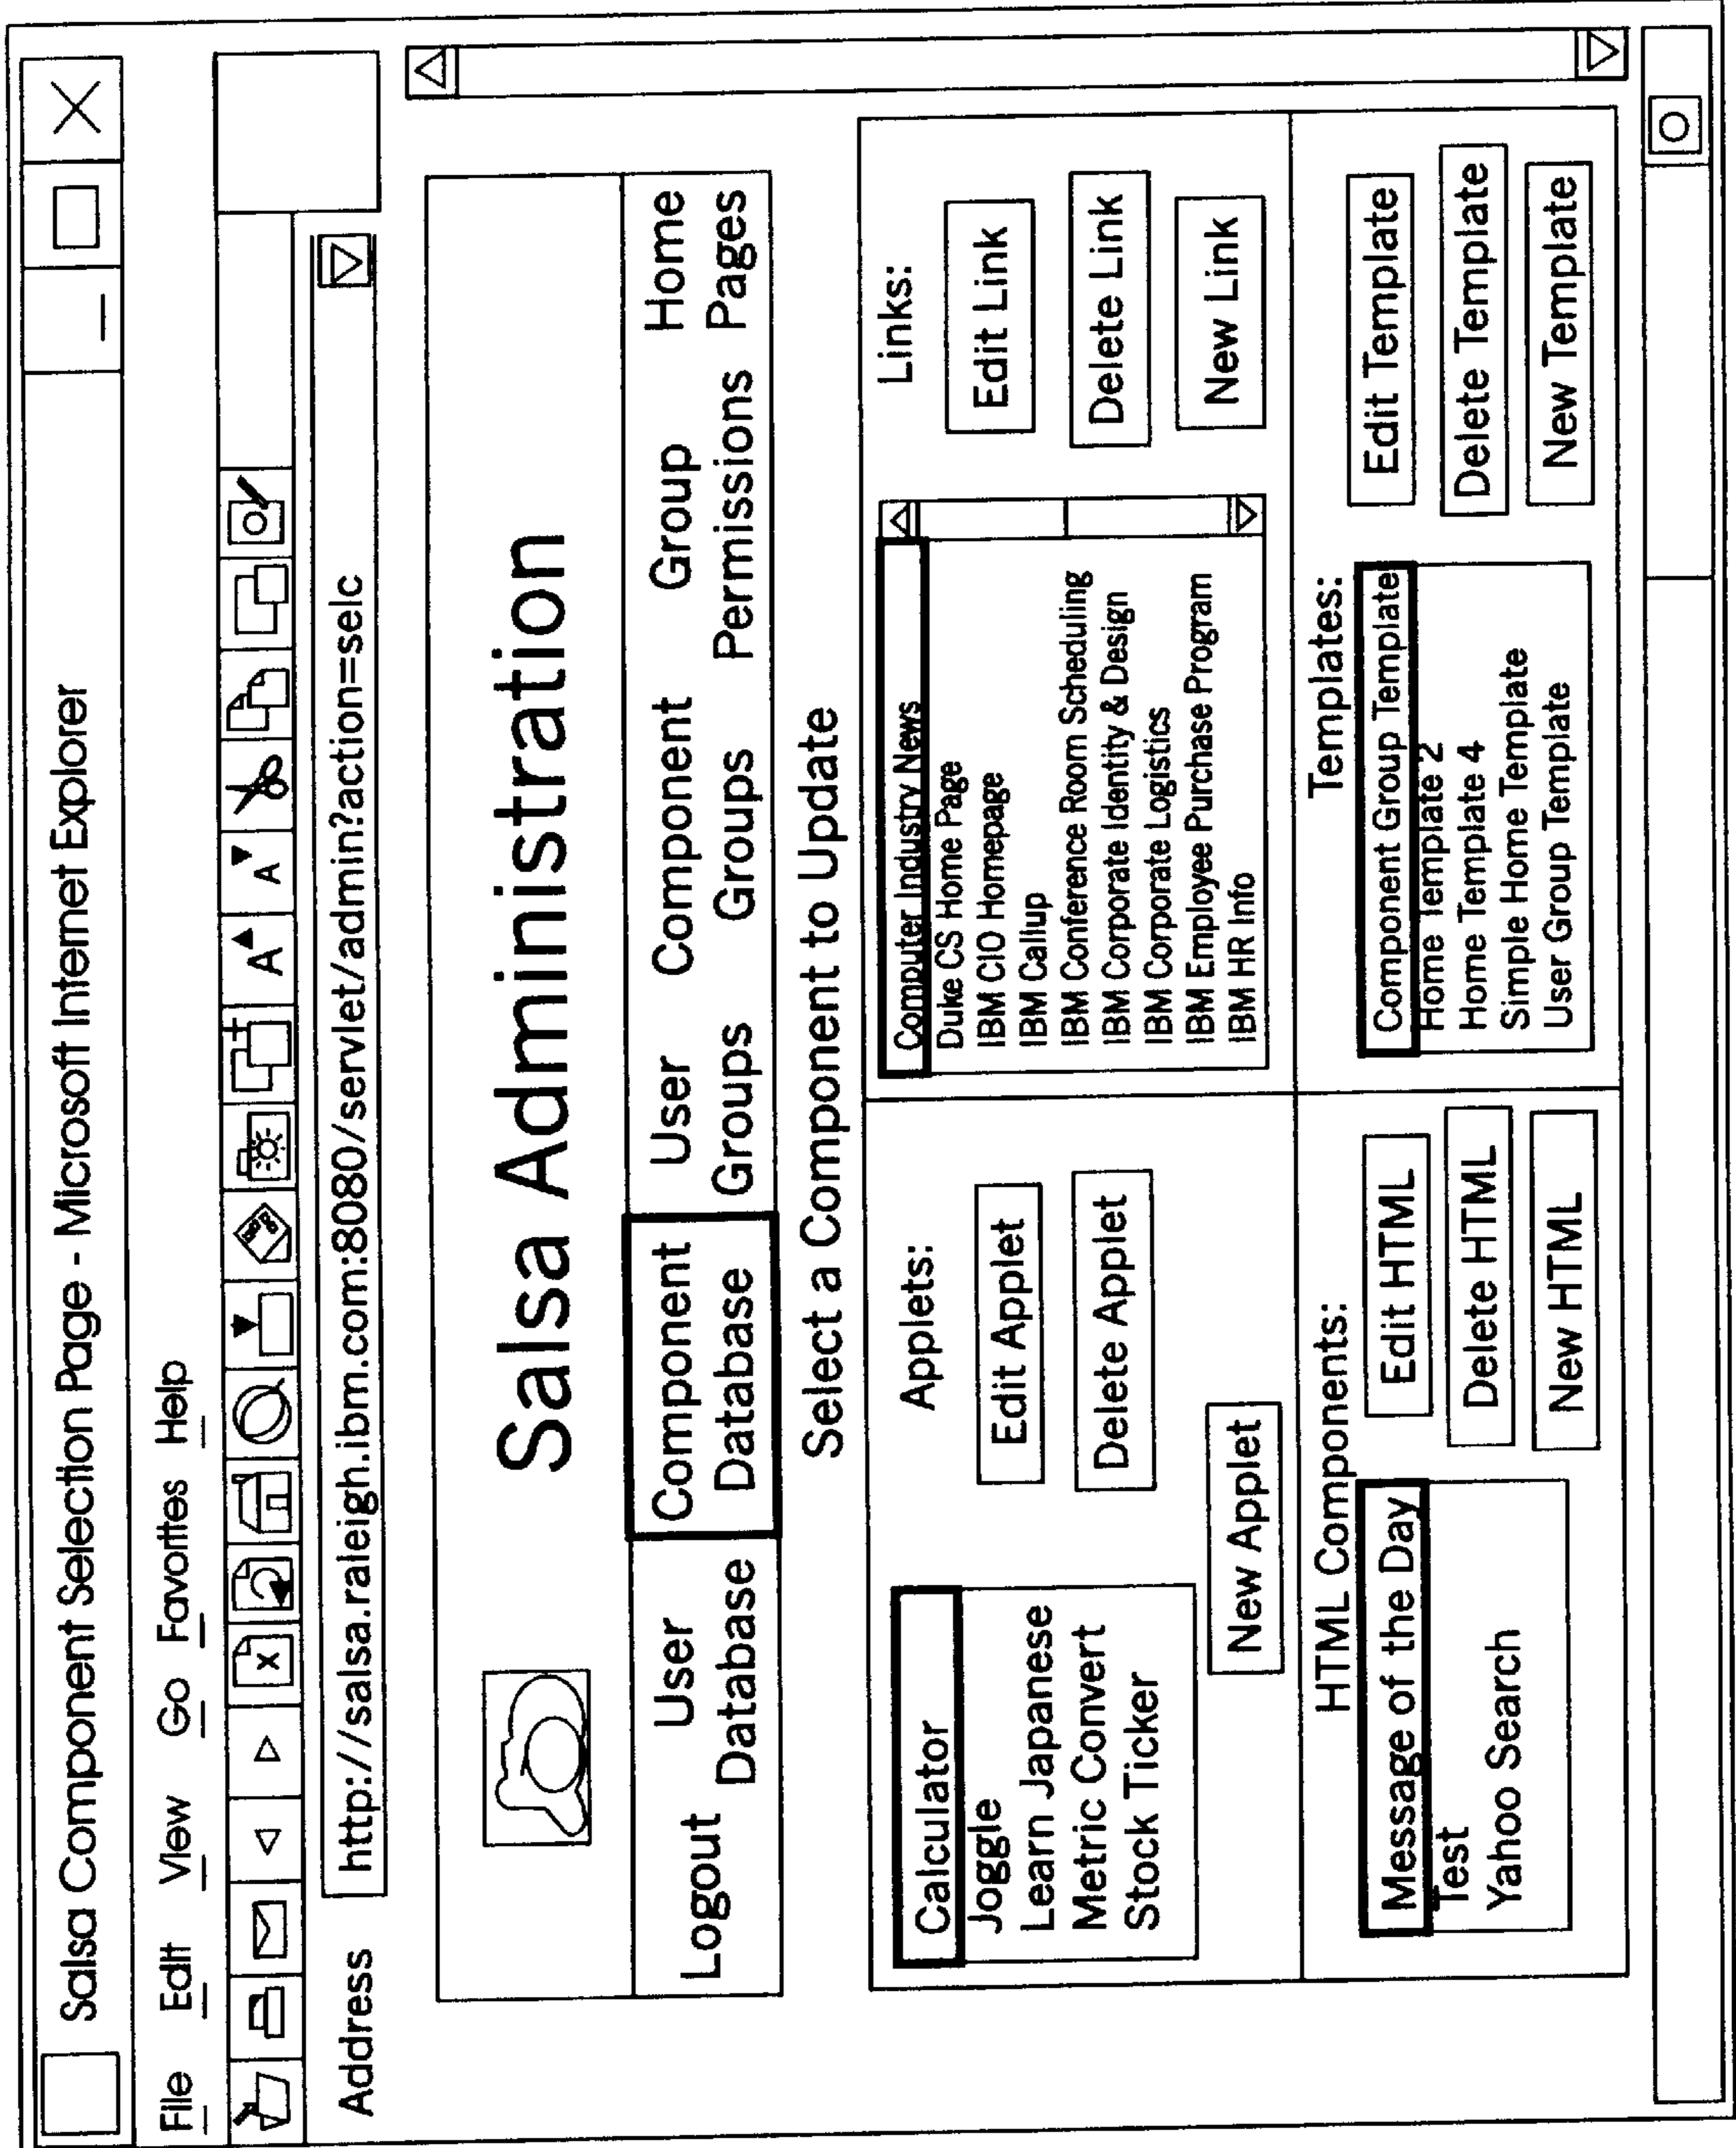 Salsa Component Selection Page - Microsoft Internet Explorer
File Edit View Go Favorites Help
A A
Address http://salsa.raleigh.ibm.com:8080/servlet/admin?action=selc
Salsa Administration
Logout User Database Component Database User Groups Component Groups Group Permissions Home Pages
Select a Component to Update
Applets:
Calculator
Joggle
Learn Japanese
Metric Convert
Stock Ticker
Edit Applet
Delete Applet
New Applet
Links:
Computer Industry News
Duke CS Home Page
IBM CIO Homepage
IBM Callup
IBM Conference Room Scheduling
IBM Corporate Identity & Design
IBM Corporate Logistics
IBM Employee Purchase Program
IBM HR Info
Edit Link
Delete Link
New Link
HTML Components:
Message of the Day
Test
Yahoo Search
Edit HTML
Delete HTML
New HTML
Templates:
Component Group Template
Home Template 2
Home Template 4
Simple Home Template
User Group Template
Edit Template
Delete Template
New Template